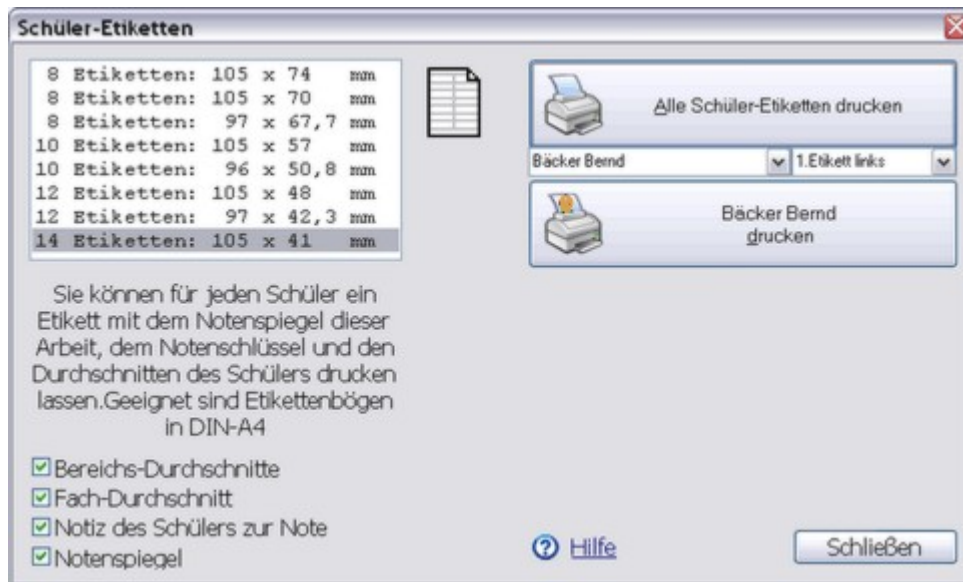 Schüler-Etiketten
8 Etiketten: 105 x 74 mm
8 Etiketten: 105 x 70 mm
8 Etiketten: 97 x 67,7 mm
10 Etiketten: 105 x 57 mm
10 Etiketten: 96 x 50,8 mm
12 Etiketten: 105 x 48 mm
12 Etiketten: 97 x 42,3 mm
14 Etiketten: 105 x 41 mm
Alle Schüler-Etiketten drucken
Bäcker Bernd 1.Etikett links
Bäcker Bernd
drucken
Sie können für jeden Schüler ein
Etikett mit dem Notenspiegel dieser
Arbeit, dem Notenschlüssel und den
Durchschnitten des Schülers drucken
lassen.Geeignet sind Etikettenbögen
in DIN-A4
Bereichs-Durchschnitte
Fach-Durchschnitt
Notiz des Schülers zur Note
Notenspiegel
Hilfe
Schließen